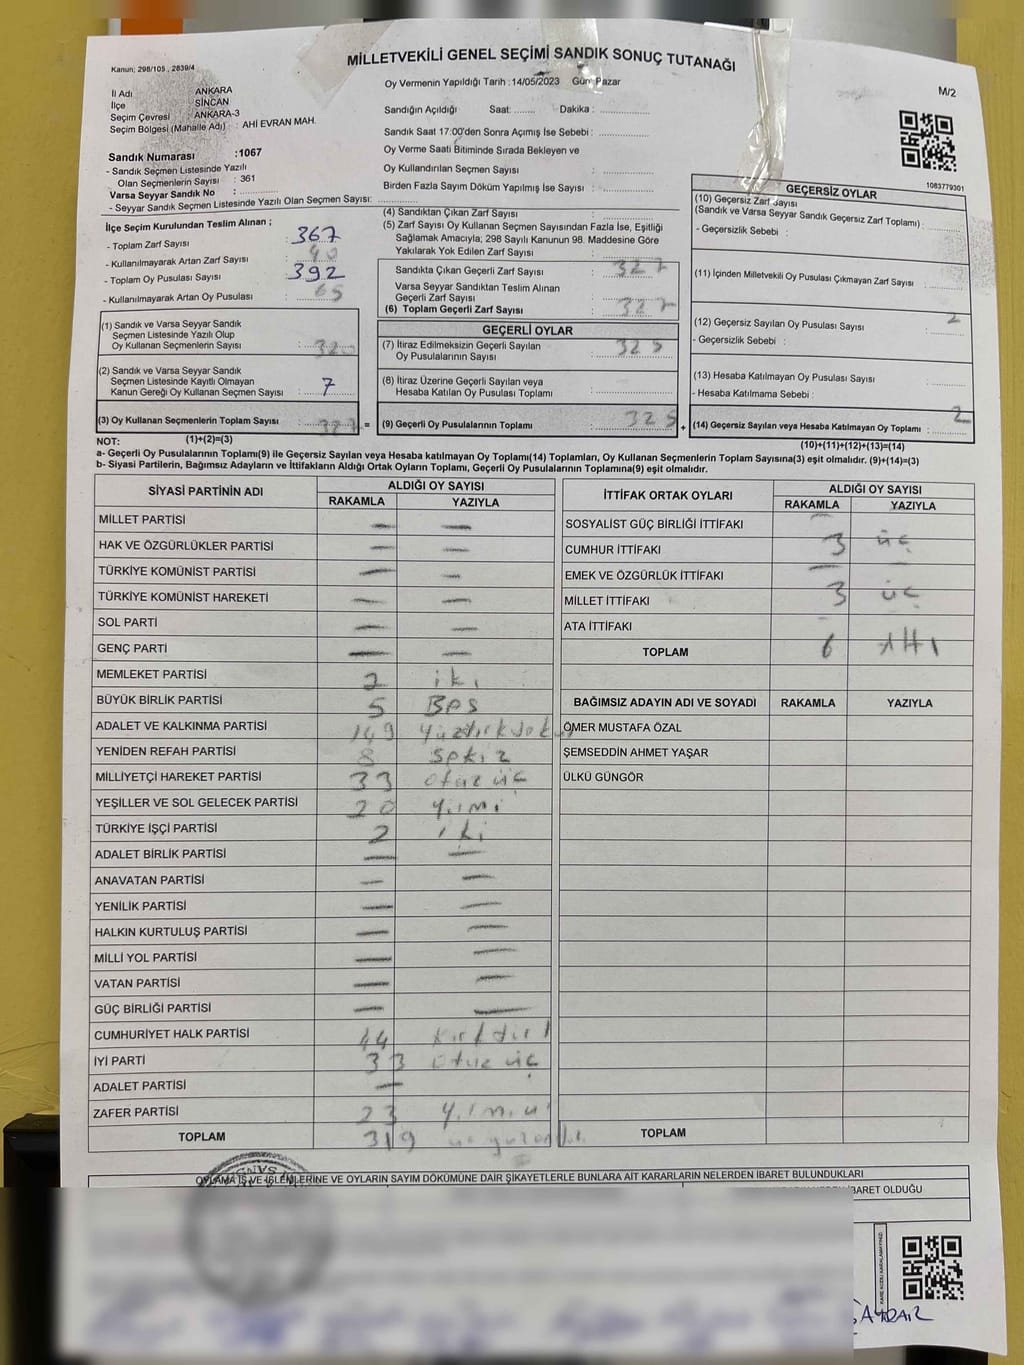 MİLLETVEKİLİ GENEL SEÇİMİ SANDIK SONUÇ TUTANAĞI
Kanun; 298/105 , 2839/4
M/2
İl Adı ANKARA
İlçe SİNCAN
Seçim Çevresi ANKARA-3
Seçim Bölgesi (Mahalle Adı) : AHİ EVRAN MAH.
Sandık Numarası :1067
- Sandık Seçmen Listesinde Yazılı
Olan Seçmenlerin Sayısı : 361
Varsa Seyyar Sandık No :
- Seyyar Sandık Seçmen Listesinde Yazılı Olan Seçmen Sayısı:
Oy Vermenin Yapıldığı Tarih : 14/05/2023 Gün: Pazar
Sandığın Açıldığı Saat: Dakika :
Sandık Saat 17:00'den Sonra Açımış İse Sebebi :
Oy Verme Saati Bitiminde Sırada Bekleyen ve
Oy Kullandırılan Seçmen Sayısı :
Birden Fazla Sayım Döküm Yapılmış İse Sayısı :
1083779301
İlçe Seçim Kurulundan Teslim Alınan ;
- Toplam Zarf Sayısı : 367
- Kullanılmayarak Artan Zarf Sayısı : 40
- Toplam Oy Pusulası Sayısı : 392
- Kullanılmayarak Artan Oy Pusulası : 65
(1) Sandık ve Varsa Seyyar Sandık
Seçmen Listesinde Yazılı Olup
Oy Kullanan Seçmenlerin Sayısı : 320
(2) Sandık ve Varsa Seyyar Sandık
Seçmen Listesinde Kayıtlı Olmayan
Kanun Gereği Oy Kullanan Seçmen Sayısı : 7
(3) Oy Kullanan Seçmenlerin Toplam Sayısı : 327 =
(4) Sandıktan Çıkan Zarf Sayısı :
(5) Zarf Sayısı Oy Kullanan Seçmen Sayısından Fazla İse, Eşitliği
Sağlamak Amacıyla; 298 Sayılı Kanunun 98. Maddesine Göre
Yakılarak Yok Edilen Zarf Sayısı :
Sandıkta Çıkan Geçerli Zarf Sayısı : 327
Varsa Seyyar Sandıktan Teslim Alınan
Geçerli Zarf Sayısı :
(6) Toplam Geçerli Zarf Sayısı : 327
GEÇERLİ OYLAR
(7) İtiraz Edilmeksizin Geçerli Sayılan
Oy Pusulalarının Sayısı : 325
(8) İtiraz Üzerine Geçerli Sayılan veya
Hesaba Katılan Oy Pusulaları Toplamı :
(9) Geçerli Oy Pusulalarının Toplamı : 325 +
GEÇERSİZ OYLAR
(10) Geçersiz Zarf Sayısı
(Sandık ve Varsa Seyyar Sandık Geçersiz Zarf Toplamı) :
- Geçersizlik Sebebi :
(11) İçinden Milletvekili Oy Pusulası Çıkmayan Zarf Sayısı :
(12) Geçersiz Sayılan Oy Pusulası Sayısı : 2
- Geçersizlik Sebebi :
(13) Hesaba Katılmayan Oy Pusulası Sayısı :
- Hesaba Katılmama Sebebi :
(14) Geçersiz Sayılan veya Hesaba Katılmayan Oy Toplamı : 2
NOT: (1)+(2)=(3)
(10)+(11)+(12)+(13)=(14)
a- Geçerli Oy Pusulalarının Toplamı(9) ile Geçersiz Sayılan veya Hesaba katılmayan Oy Toplamı(14) Toplamları, Oy Kullanan Seçmenlerin Toplam Sayısına(3) eşit olmalıdır. (9)+(14)=(3)
b- Siyasi Partilerin, Bağımsız Adayların ve İttifakların Aldığı Ortak Oyların Toplamı, Geçerli Oy Pusulalarının Toplamına(9) eşit olmalıdır.
SİYASİ PARTİNİN ADI ALDIĞI OY SAYISI
RAKAMLA YAZIYLA
MİLLET PARTİSİ — —
HAK VE ÖZGÜRLÜKLER PARTİSİ — —
TÜRKİYE KOMÜNİST PARTİSİ — —
TÜRKİYE KOMÜNİST HAREKETİ — —
SOL PARTİ — —
GENÇ PARTİ — —
MEMLEKET PARTİSİ 2 iki
BÜYÜK BİRLİK PARTİSİ 5 Beş
ADALET VE KALKINMA PARTİSİ 149 Yüzkırkdokuz
YENİDEN REFAH PARTİSİ 8 Sekiz
MİLLİYETÇİ HAREKET PARTİSİ 33 otuz üç
YEŞİLLER VE SOL GELECEK PARTİSİ 20 Yirmi
TÜRKİYE İŞÇİ PARTİSİ 2 iki
ADALET BİRLİK PARTİSİ — —
ANAVATAN PARTİSİ — —
YENİLİK PARTİSİ — —
HALKIN KURTULUŞ PARTİSİ — —
MİLLİ YOL PARTİSİ — —
VATAN PARTİSİ — —
GÜÇ BİRLİĞİ PARTİSİ — —
CUMHURİYET HALK PARTİSİ 44 Kırkdört
İYİ PARTİ 33 Otuz üç
ADALET PARTİSİ —
ZAFER PARTİSİ 23
TOPLAM 319
İTTİFAK ORTAK OYLARI ALDIĞI OY SAYISI
RAKAMLA YAZIYLA
SOSYALİST GÜÇ BİRLİĞİ İTTİFAKI —
CUMHUR İTTİFAKI 3 üç
EMEK VE ÖZGÜRLÜK İTTİFAKI — —
MİLLET İTTİFAKI 3 üç
ATA İTTİFAKI —
TOPLAM 6 Altı
BAĞIMSIZ ADAYIN ADI VE SOYADI RAKAMLA YAZIYLA
ÖMER MUSTAFA ÖZAL
ŞEMSEDDİN AHMET YAŞAR
ÜLKÜ GÜNGÖR
TOPLAM
OYLAMA İŞ VE İŞLEMLERİNE VE OYLARIN SAYIM DÖKÜMÜNE DAİR ŞİKAYETLERLE BUNLARA AİT KARARLARIN NELERDEN İBARET BULUNDUKLARI
İBARET OLDUĞU